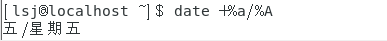 [lsj@localhost ~]$ date +%a/%A
五/星期五